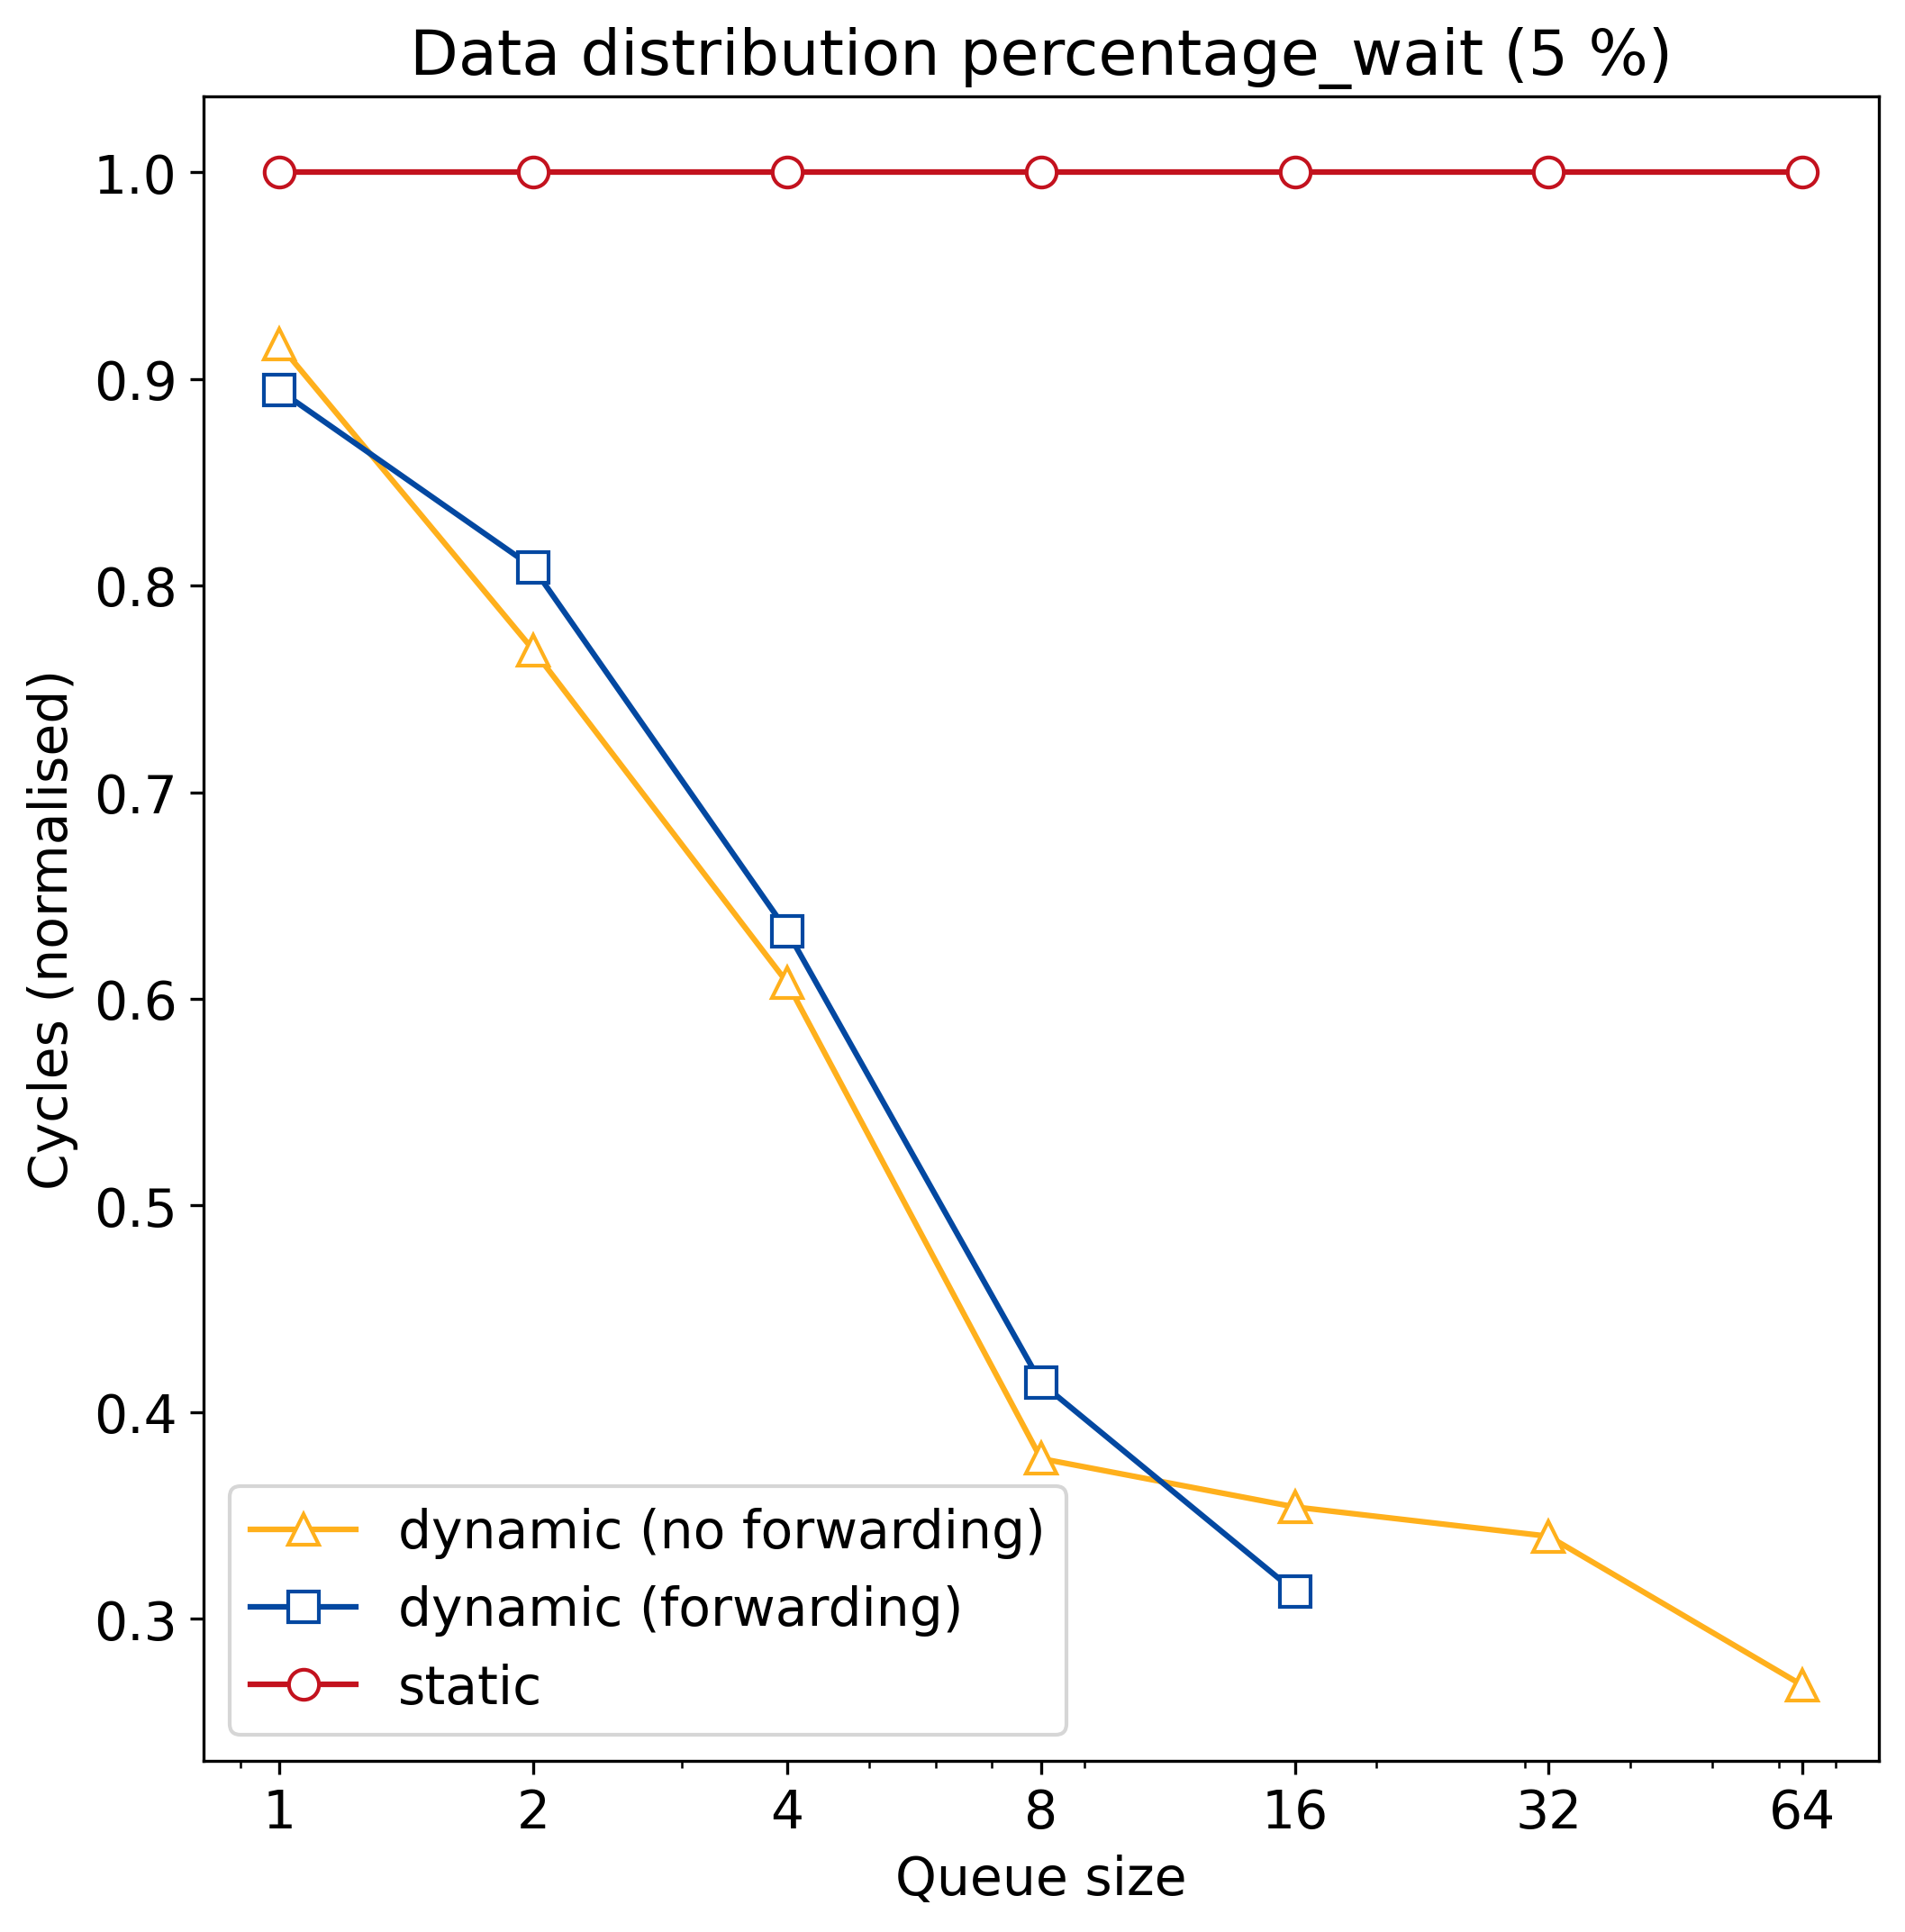 Data distribution percentage_wait (5 %)
1.0
0.9
0.8
0.7
0.6
0.5
0.4
0.3
Cycles (normalised)
dynamic (no forwarding)
dynamic (forwarding)
static
1 2 4 8 16 32 64
Queue size